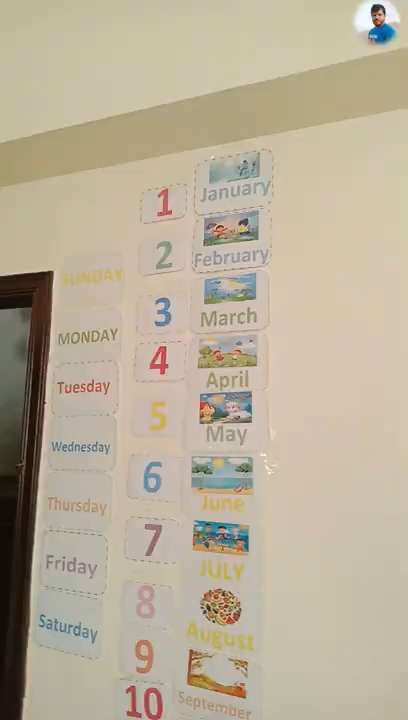 SUNDAY
MONDAY
Tuesday
Wednesday
Thursday
Friday
Saturday
1
2
3
4
5
6
7
8
9
10
January
February
March
April
May
June
JULY
August
September